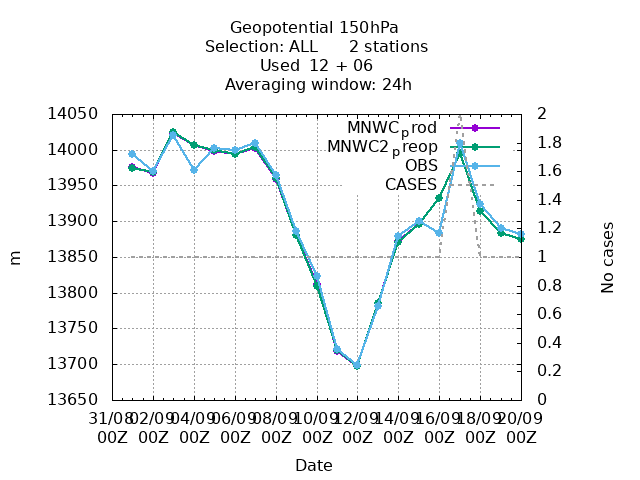 Geopotential 150hPa
Selection: ALL 2 stations
Used 12 + 06
Averaging window: 24h
14050
14000
13950
13900
13850
13800
13750
13700
13650
m
2
1.8
1.6
1.4
1.2
1
0.8
0.6
0.4
0.2
0
No cases
MNWC_prod
MNWC2_preop
OBS
CASES
31/08 02/09 04/09 06/09 08/09 10/09 12/09 14/09 16/09 18/09 20/09
00Z 00Z 00Z 00Z 00Z 00Z 00Z 00Z 00Z 00Z 00Z
Date